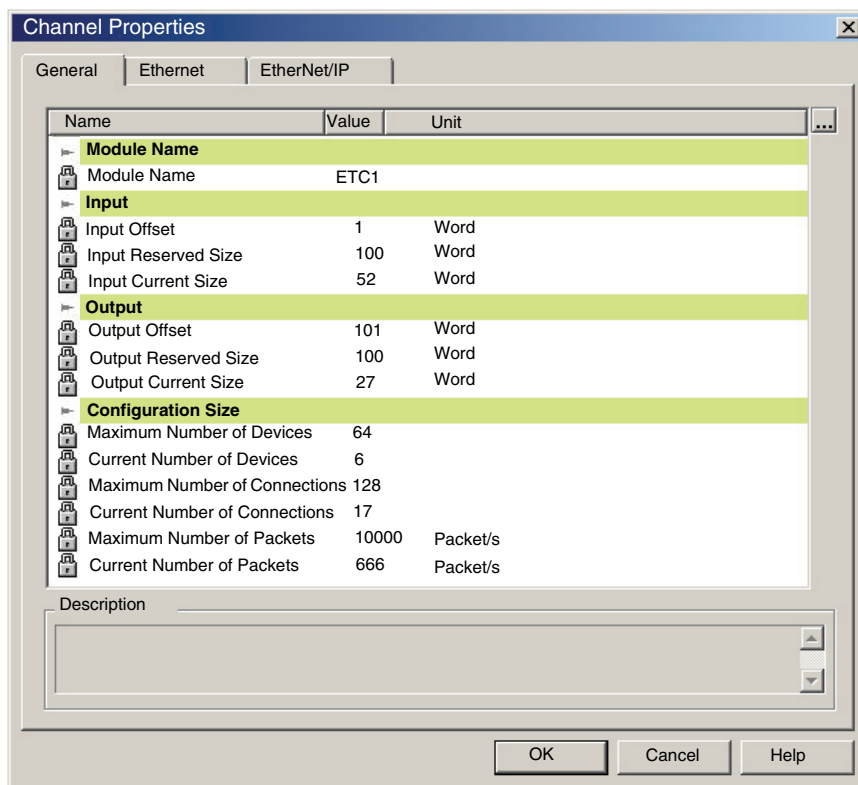 Channel Properties
General Ethernet EtherNet/IP
Name Value Unit
...
Module Name
Module Name ETC1
Input
Input Offset 1 Word
Input Reserved Size 100 Word
Input Current Size 52 Word
Output
Output Offset 101 Word
Output Reserved Size 100 Word
Output Current Size 27 Word
Configuration Size
Maximum Number of Devices 64
Current Number of Devices 6
Maximum Number of Connections 128
Current Number of Connections 17
Maximum Number of Packets 10000 Packet/s
Current Number of Packets 666 Packet/s
Description
OK Cancel Help